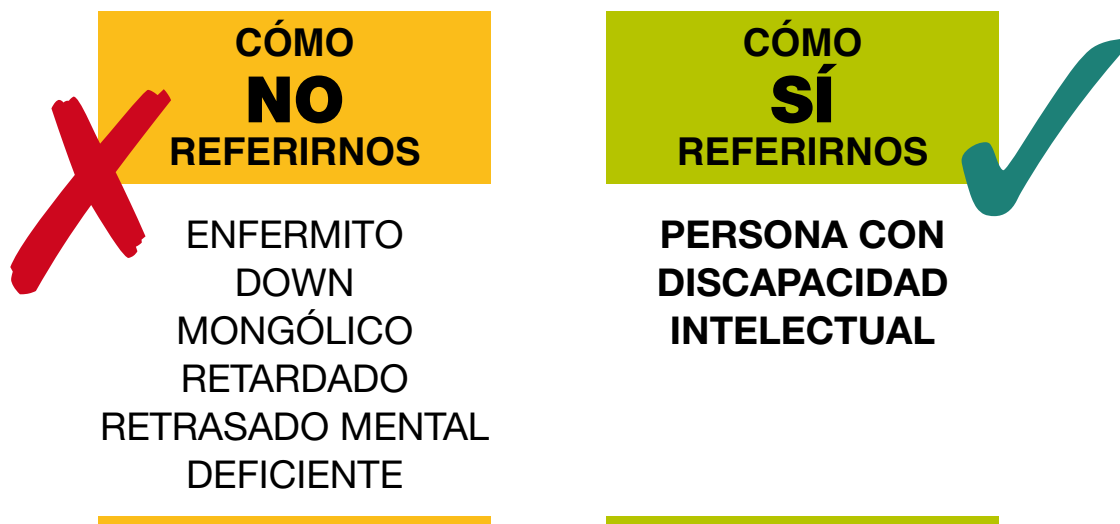 CÓMO
NO
REFERIRNOS
ENFERMITO
DOWN
MONGÓLICO
RETARDADO
RETRASADO MENTAL
DEFICIENTE
CÓMO
SÍ
REFERIRNOS
PERSONA CON
DISCAPACIDAD
INTELECTUAL